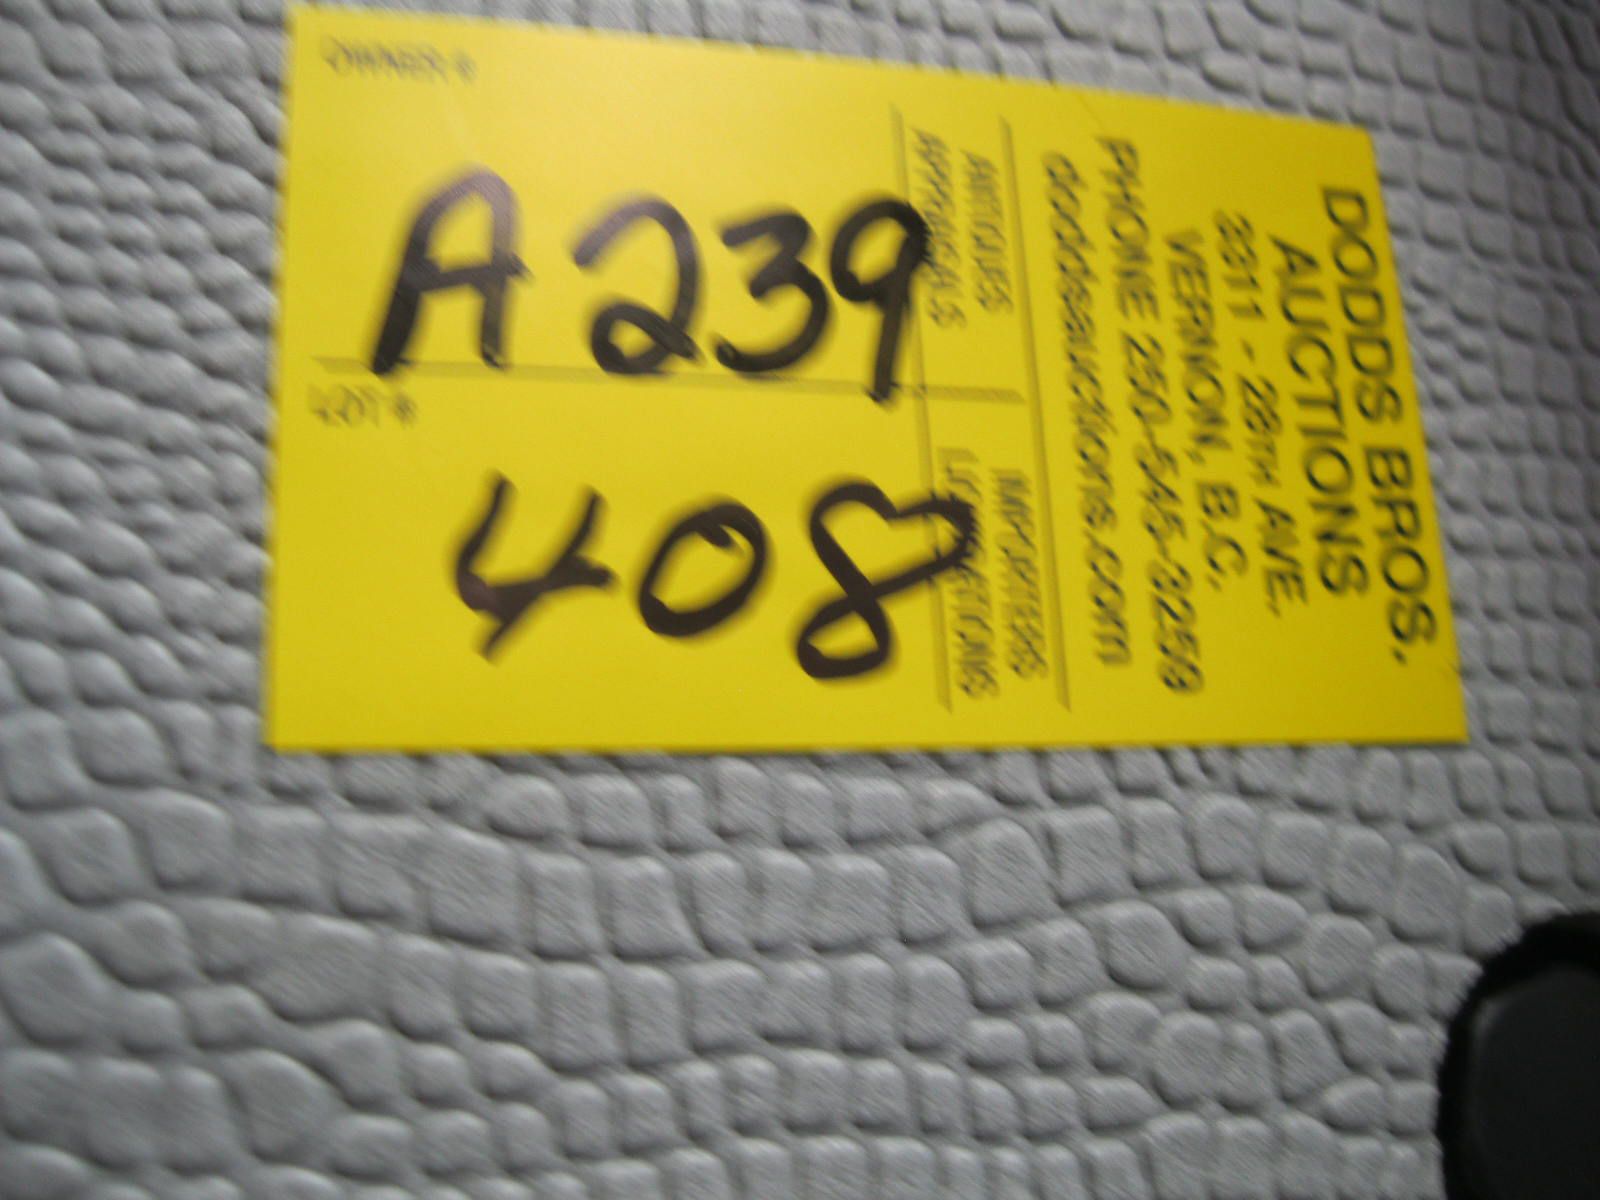 DODDS BROS.
AUCTIONS
3311 - 28TH AVE.
VERNON, B.C.
PHONE 250-545-3259
doddsauctions.com
ANTIQUES
APPRAISALS
IMPORTERS
LIQUIDATIONS
OWNER #
A239
LOT #
408